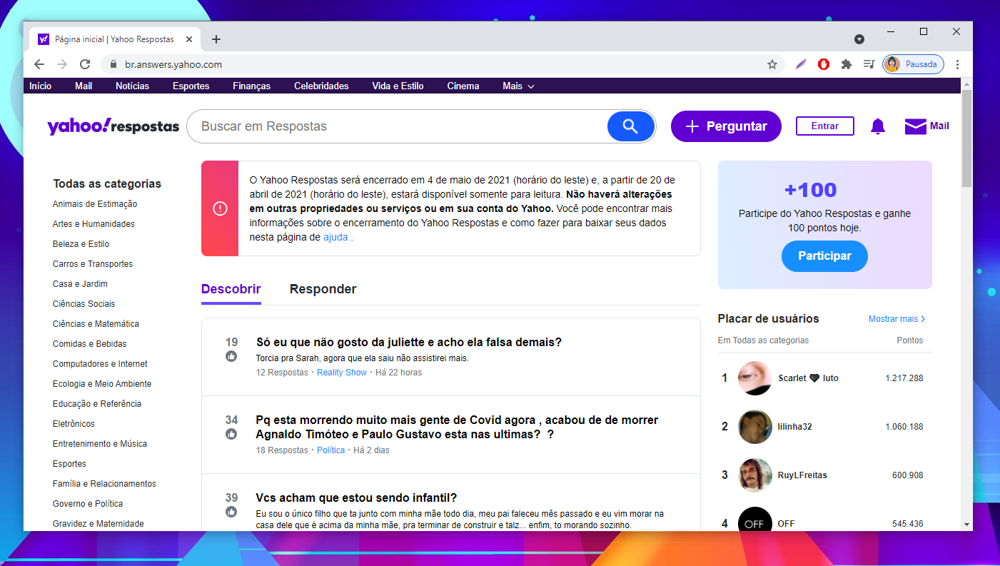 Página inicial | Yahoo Respostas
br.answers.yahoo.com
Pausada
Início Mail Notícias Esportes Finanças Celebridades Vida e Estilo Cinema Mais
yahoo!respostas
Buscar em Respostas
Perguntar
Entrar
Mail
Todas as categorias
Animais de Estimação
Artes e Humanidades
Beleza e Estilo
Carros e Transportes
Casa e Jardim
Ciências Sociais
Ciências e Matemática
Comidas e Bebidas
Computadores e Internet
Ecologia e Meio Ambiente
Educação e Referência
Eletrônicos
Entretenimento e Música
Esportes
Família e Relacionamentos
Governo e Política
Gravidez e Maternidade
O Yahoo Respostas será encerrado em 4 de maio de 2021 (horário do leste) e, a partir de 20 de
abril de 2021 (horário do leste), estará disponível somente para leitura. Não haverá alterações
em outras propriedades ou serviços ou em sua conta do Yahoo. Você pode encontrar mais
informações sobre o encerramento do Yahoo Respostas e como fazer para baixar seus dados
nesta página de ajuda .
Descobrir Responder
19 Só eu que não gosto da juliette e acho ela falsa demais?
Torcia pra Sarah, agora que ela saiu não assistirei mais.
12 Respostas · Reality Show · Há 22 horas
34 Pq esta morrendo muito mais gente de Covid agora , acabou de de morrer
Agnaldo Timóteo e Paulo Gustavo esta nas ultimas? ?
18 Respostas · Política · Há 2 dias
39 Vcs acham que estou sendo infantil?
Eu sou o único filho que ta junto com minha mãe todo dia, meu pai faleceu mês passado e eu vim morar na
casa dele que é acima da minha mãe, pra terminar de construir e talz... enfim, to morando sozinho.
+100
Participe do Yahoo Respostas e ganhe
100 pontos hoje.
Participar
Placar de usuários Mostrar mais
Em Todas as categorias Pontos
1 Scarlet 🖤 luto 1.217.288
2 lilinha32 1.060.188
3 RuyLFreitas 600.908
4 OFF OFF 545.436